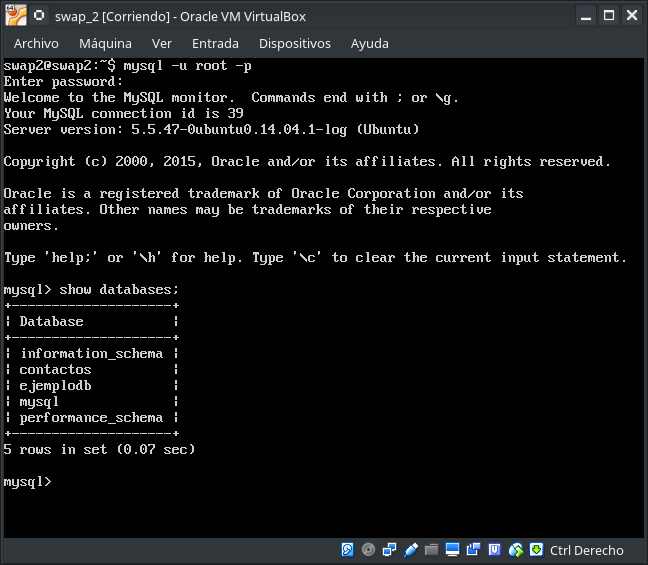 swap_2 [Corriendo] - Oracle VM VirtualBox
Archivo Máquina Ver Entrada Dispositivos Ayuda
swap2@swap2:~$ mysql -u root -p
Enter password:
Welcome to the MySQL monitor.  Commands end with ; or \g.
Your MySQL connection id is 39
Server version: 5.5.47-0ubuntu0.14.04.1-log (Ubuntu)
Copyright (c) 2000, 2015, Oracle and/or its affiliates. All rights reserved.
Oracle is a registered trademark of Oracle Corporation and/or its
affiliates. Other names may be trademarks of their respective
owners.
Type 'help;' or '\h' for help. Type '\c' to clear the current input statement.
mysql> show databases;
+--------------------+
| Database           |
+--------------------+
| information_schema |
| contactos          |
| ejemplodb          |
| mysql              |
| performance_schema |
+--------------------+
5 rows in set (0.07 sec)
mysql>
Ctrl Derecho